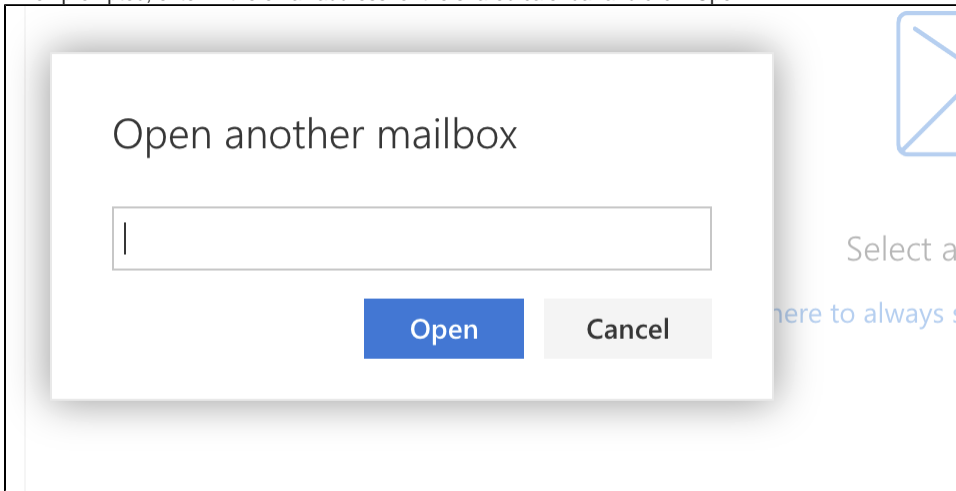 Open another mailbox
Select a
here to always s
Open
Cancel